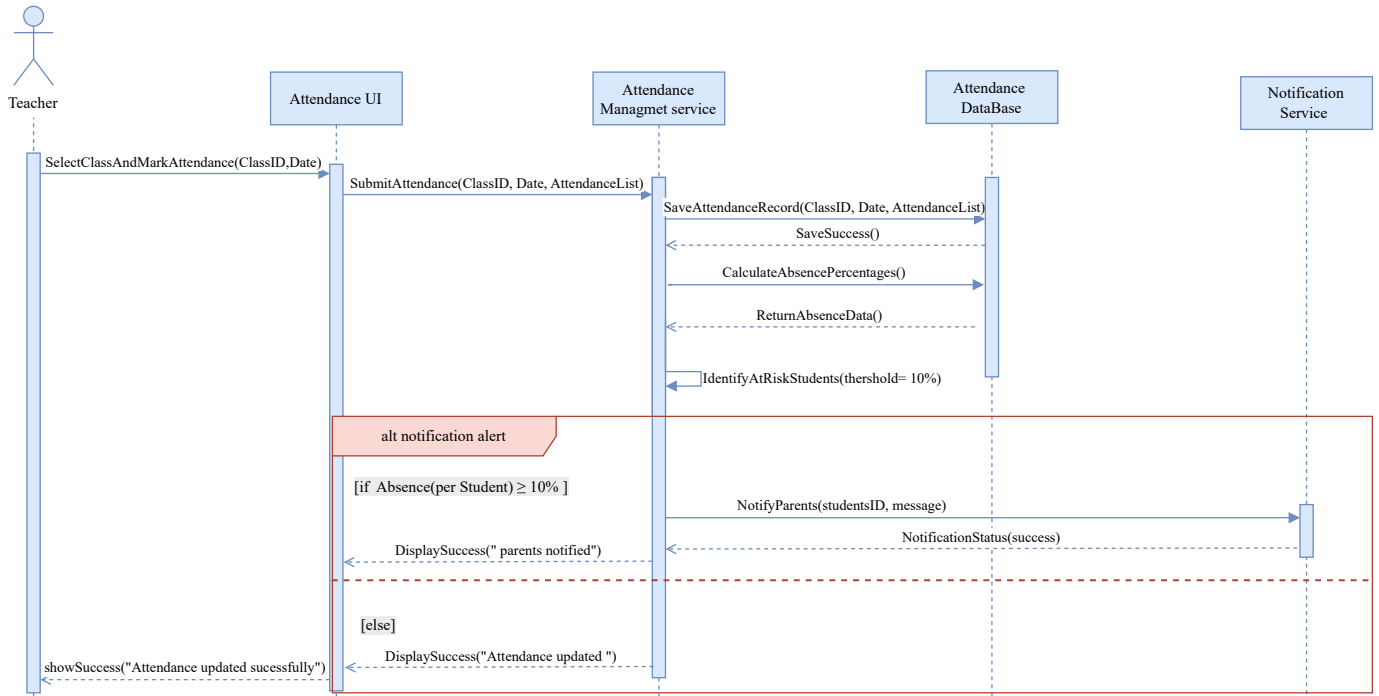 Teacher
Attendance UI
Attendance
Managmet service
Attendance
DataBase
Notification
Service
SelectClassAndMarkAttendance(ClassID,Date)
SubmitAttendance(ClassID, Date, AttendanceList)
SaveAttendanceRecord(ClassID, Date, AttendanceList)
SaveSuccess()
CalculateAbsencePercentages()
ReturnAbsenceData()
IdentifyAtRiskStudents(thershold= 10%)
alt notification alert
[if Absence(per Student) ≥ 10% ]
NotifyParents(studentsID, message)
NotificationStatus(success)
DisplaySuccess(" parents notified")
[else]
DisplaySuccess("Attendance updated ")
showSuccess("Attendance updated sucessfully")